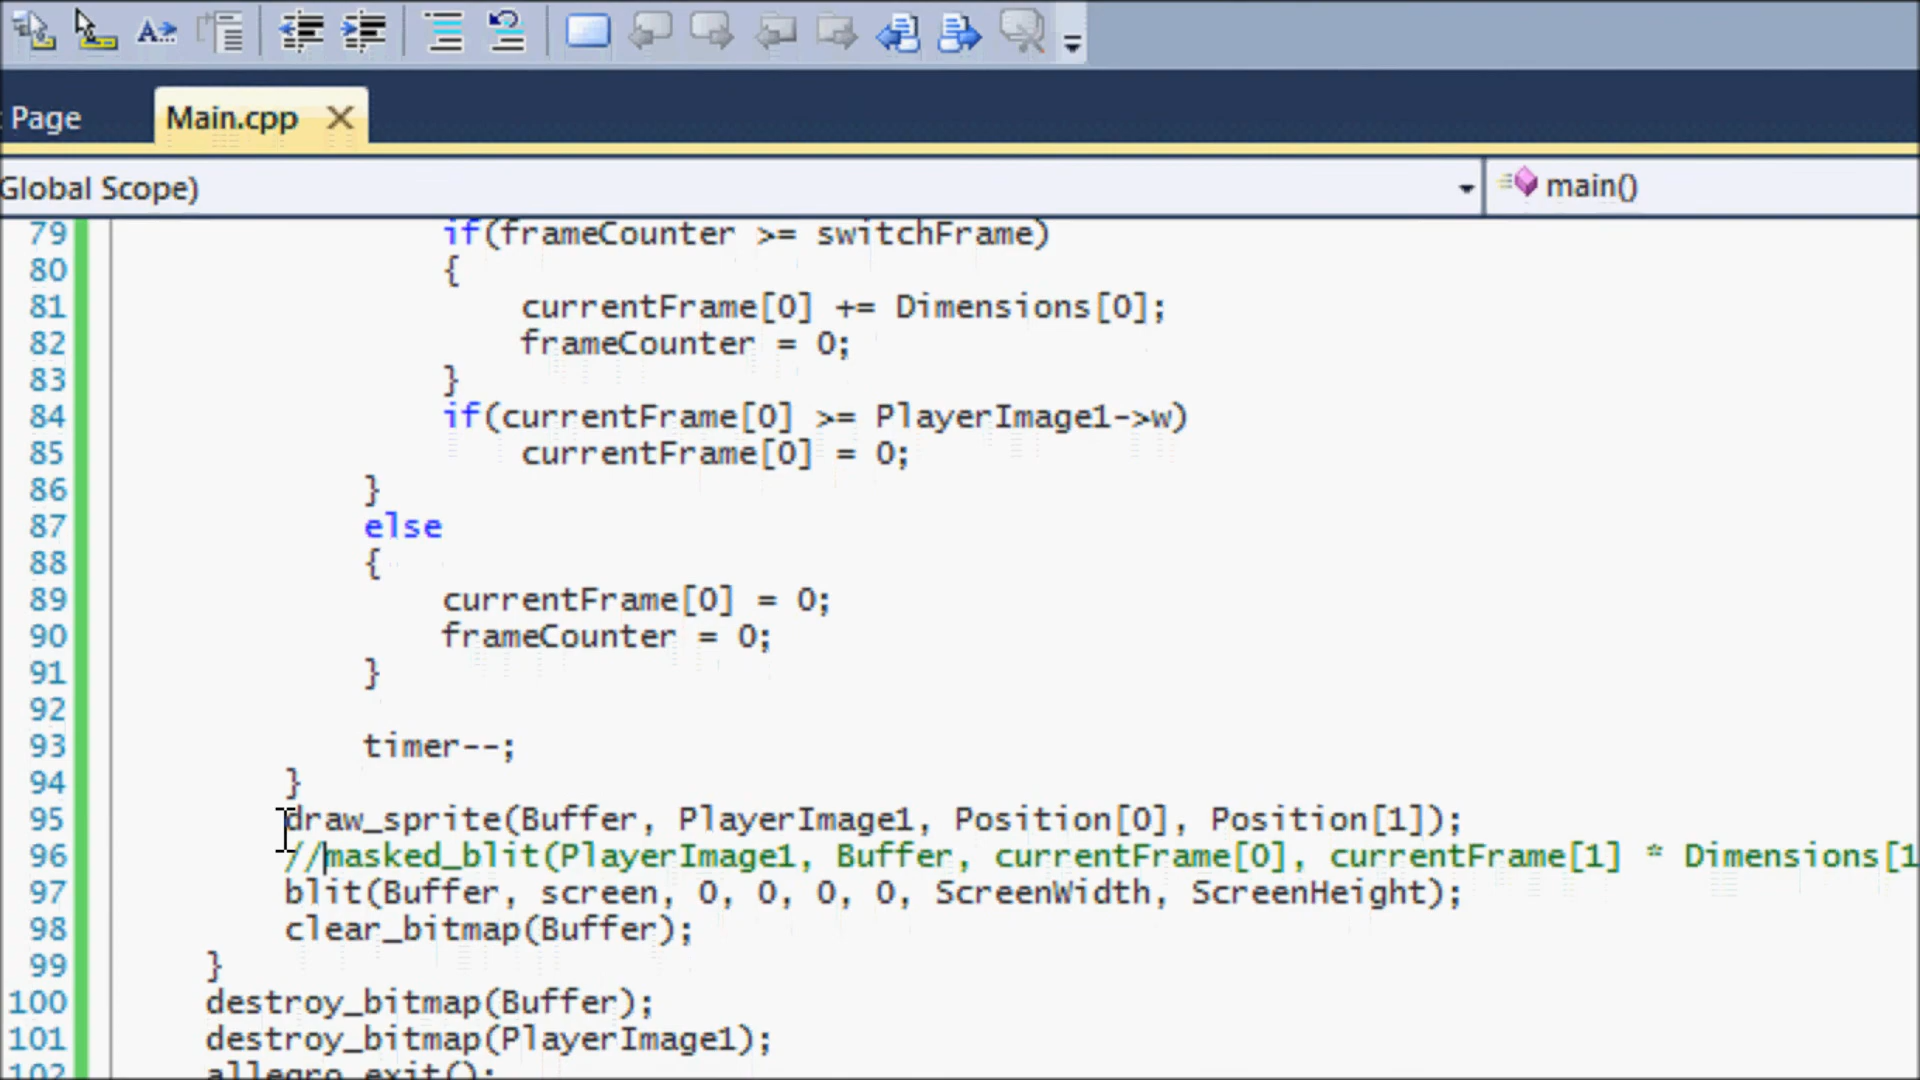 A
Page
Main.cpp
Global Scope)
main()
79 if(frameCounter >= switchFrame)
80 {
81 currentFrame[0] += Dimensions[0];
82 frameCounter = 0;
83 }
84 if(currentFrame[0] >= PlayerImage1->w)
85 currentFrame[0] = 0;
86 }
87 else
88 {
89 currentFrame[0] = 0;
90 frameCounter = 0;
91 }
92
93 timer--;
94 }
95 draw_sprite(Buffer, PlayerImage1, Position[0], Position[1]);
96 //masked_blit(PlayerImage1, Buffer, currentFrame[0], currentFrame[1] * Dimensions[1
97 blit(Buffer, screen, 0, 0, 0, 0, ScreenWidth, ScreenHeight);
98 clear_bitmap(Buffer);
99 }
100 destroy_bitmap(Buffer);
101 destroy_bitmap(PlayerImage1);
102 allegro_exit();